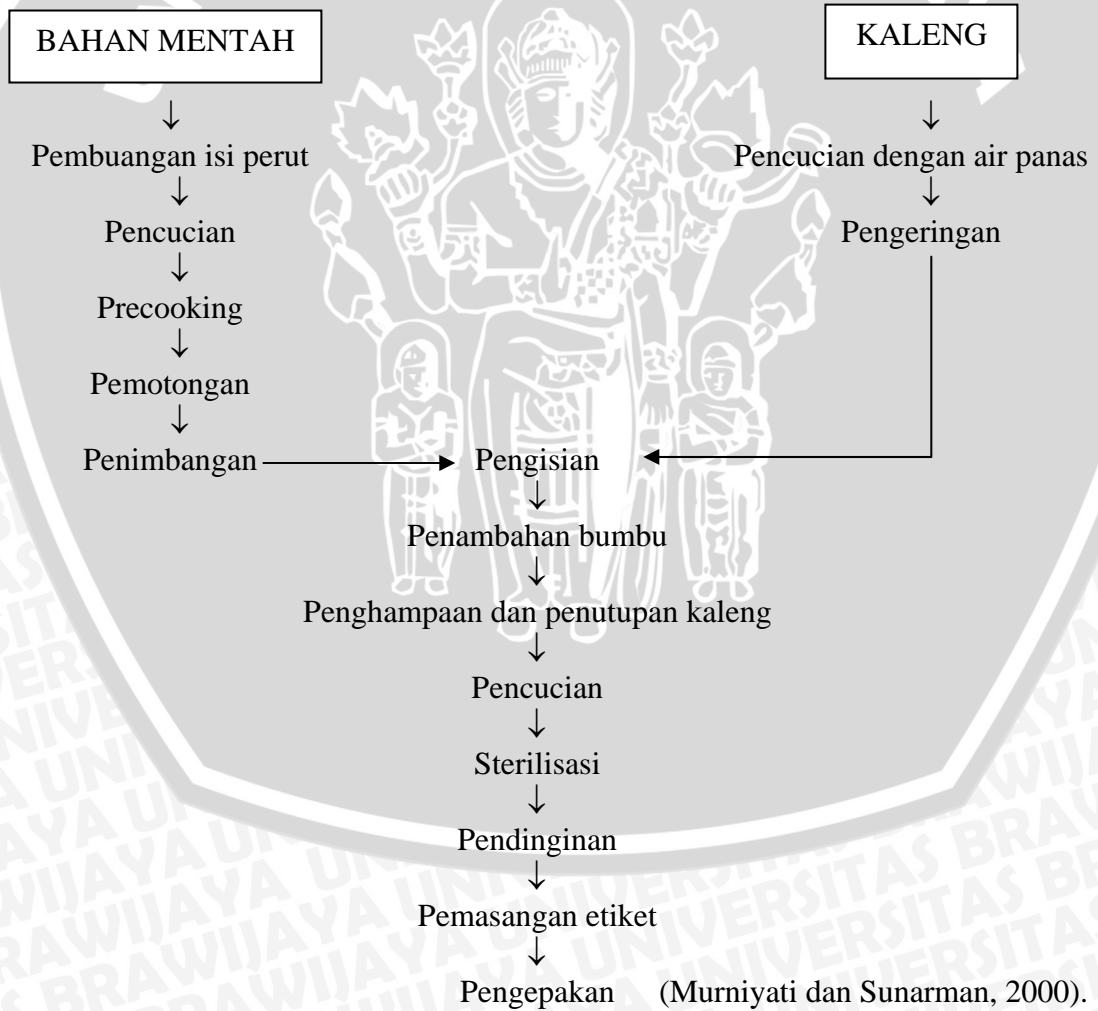 BAHAN MENTAH
KALENG
↓
↓
Pembuangan isi perut
Pencucian dengan air panas
↓
↓
Pencucian
Pengeringan
↓
Precooking
↓
Pemotongan
↓
Penimbangan
Pengisian
↓
Penambahan bumbu
↓
Penghampaan dan penutupan kaleng
↓
Pencucian
↓
Sterilisasi
↓
Pendinginan
↓
Pemasangan etiket
↓
Pengepakan (Murniyati dan Sunarman, 2000).